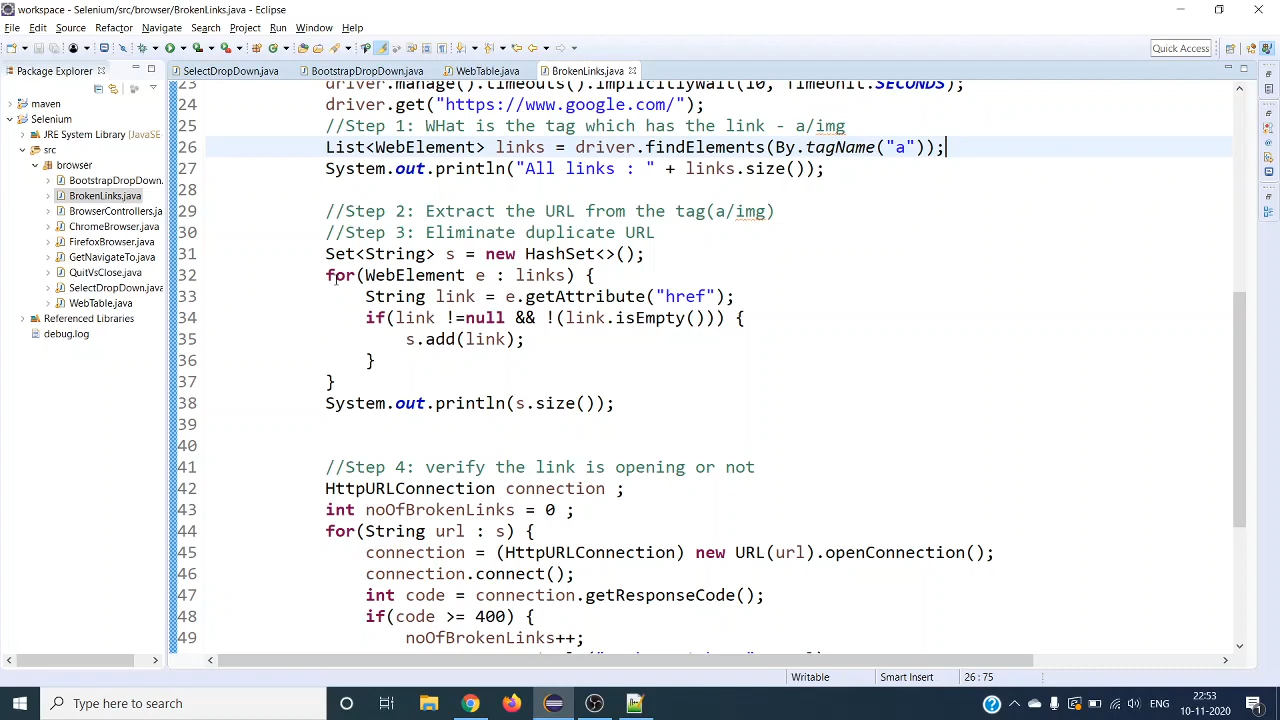 workspace - Selenium/src/browser/BrokenLinks.java - Eclipse
File Edit Source Refactor Navigate Search Project Run Window Help
Quick Access
Package Explorer
SelectDropDown.java
BootstrapDropDown.java
WebTable.java
BrokenLinks.java
maven
Selenium
JRE System Library (JavaSE
src
browser
BootstrapDropDown.
BrokenLinks.java
BrowserControllers.ja
ChromeBrowser.java
FirefoxBrowser.java
GetNavigateTo.java
QuitVsClose.java
SelectDropDown.java
WebTable.java
Referenced Libraries
debug.log
23 driver.manage().timeouts().implicitlyWait(10, TimeUnit.SECONDS);
24 driver.get("https://www.google.com/");
25 //Step 1: WHat is the tag which has the link - a/img
26 List<WebElement> links = driver.findElements(By.tagName("a"));
27 System.out.println("All links : " + links.size());
28
29 //Step 2: Extract the URL from the tag(a/img)
30 //Step 3: Eliminate duplicate URL
31 Set<String> s = new HashSet<>();
32 for(WebElement e : links) {
33 String link = e.getAttribute("href");
34 if(link !=null && !(link.isEmpty())) {
35 s.add(link);
36 }
37 }
38 System.out.println(s.size());
39
40
41 //Step 4: verify the link is opening or not
42 HttpURLConnection connection ;
43 int noOfBrokenLinks = 0 ;
44 for(String url : s) {
45 connection = (HttpURLConnection) new URL(url).openConnection();
46 connection.connect();
47 int code = connection.getResponseCode();
48 if(code >= 400) {
49 noOfBrokenLinks++;
Writable Smart Insert 26 : 75
Type here to search
ENG
22:53
10-11-2020